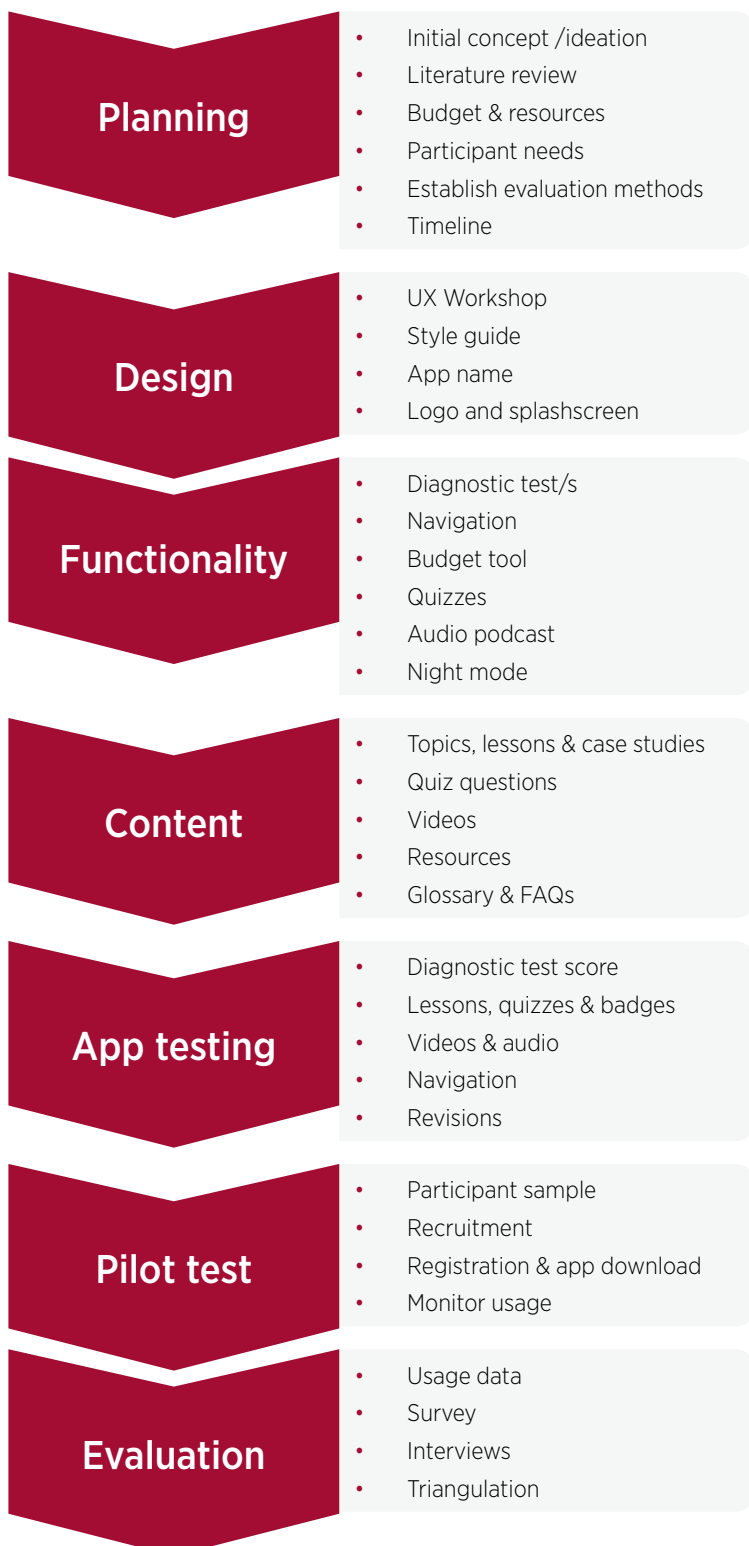 Planning
• Initial concept /ideation
• Literature review
• Budget & resources
• Participant needs
• Establish evaluation methods
• Timeline
Design
• UX Workshop
• Style guide
• App name
• Logo and splashscreen
Functionality
• Diagnostic test/s
• Navigation
• Budget tool
• Quizzes
• Audio podcast
• Night mode
Content
• Topics, lessons & case studies
• Quiz questions
• Videos
• Resources
• Glossary & FAQs
App testing
• Diagnostic test score
• Lessons, quizzes & badges
• Videos & audio
• Navigation
• Revisions
Pilot test
• Participant sample
• Recruitment
• Registration & app download
• Monitor usage
Evaluation
• Usage data
• Survey
• Interviews
• Triangulation